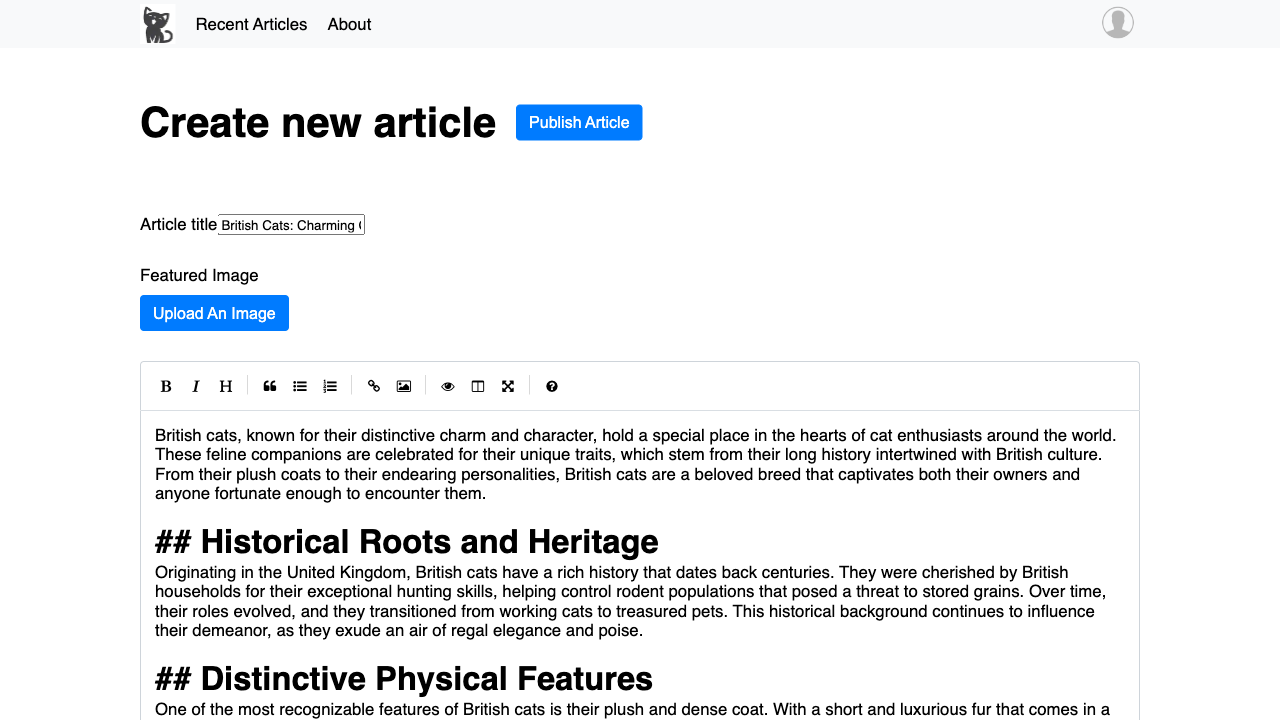 Recent Articles
About
Create new article
Publish Article
Article title
British Cats: Charming
Featured Image
Upload An Image
British cats, known for their distinctive charm and character, hold a special place in the hearts of cat enthusiasts around the world.
These feline companions are celebrated for their unique traits, which stem from their long history intertwined with British culture.
From their plush coats to their endearing personalities, British cats are a beloved breed that captivates both their owners and
anyone fortunate enough to encounter them.
## Historical Roots and Heritage
Originating in the United Kingdom, British cats have a rich history that dates back centuries. They were cherished by British
households for their exceptional hunting skills, helping control rodent populations that posed a threat to stored grains. Over time,
their roles evolved, and they transitioned from working cats to treasured pets. This historical background continues to influence
their demeanor, as they exude an air of regal elegance and poise.
## Distinctive Physical Features
One of the most recognizable features of British cats is their plush and dense coat. With a short and luxurious fur that comes in a